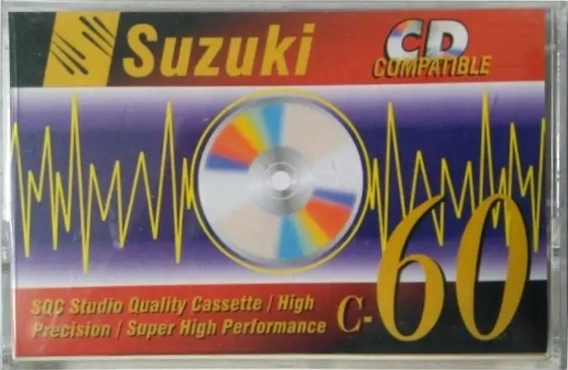 Suzuki
CD
COMPATIBLE
SQC Studio Quality Cassette / High
Precision / Super High Performance
C-60